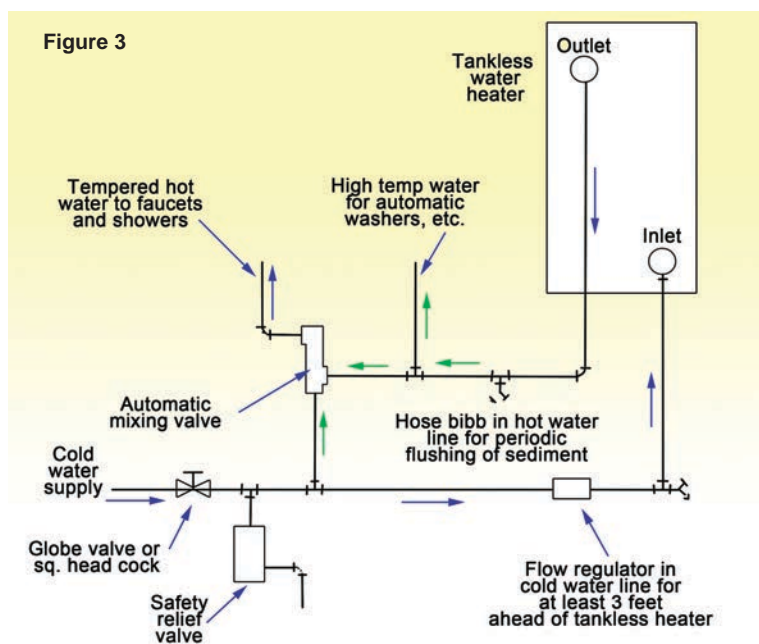 Figure 3
Outlet
Tankless
water
heater
Tempered hot
water to faucets
and showers
High temp water
for automatic
washers, etc.
Inlet
Automatic
mixing valve
Hose bibb in hot water
line for periodic
flushing of sediment
Cold
water
supply
Globe valve or
sq. head cock
Safety
relief
valve
Flow regulator in
cold water line for
at least 3 feet
ahead of tankless heater